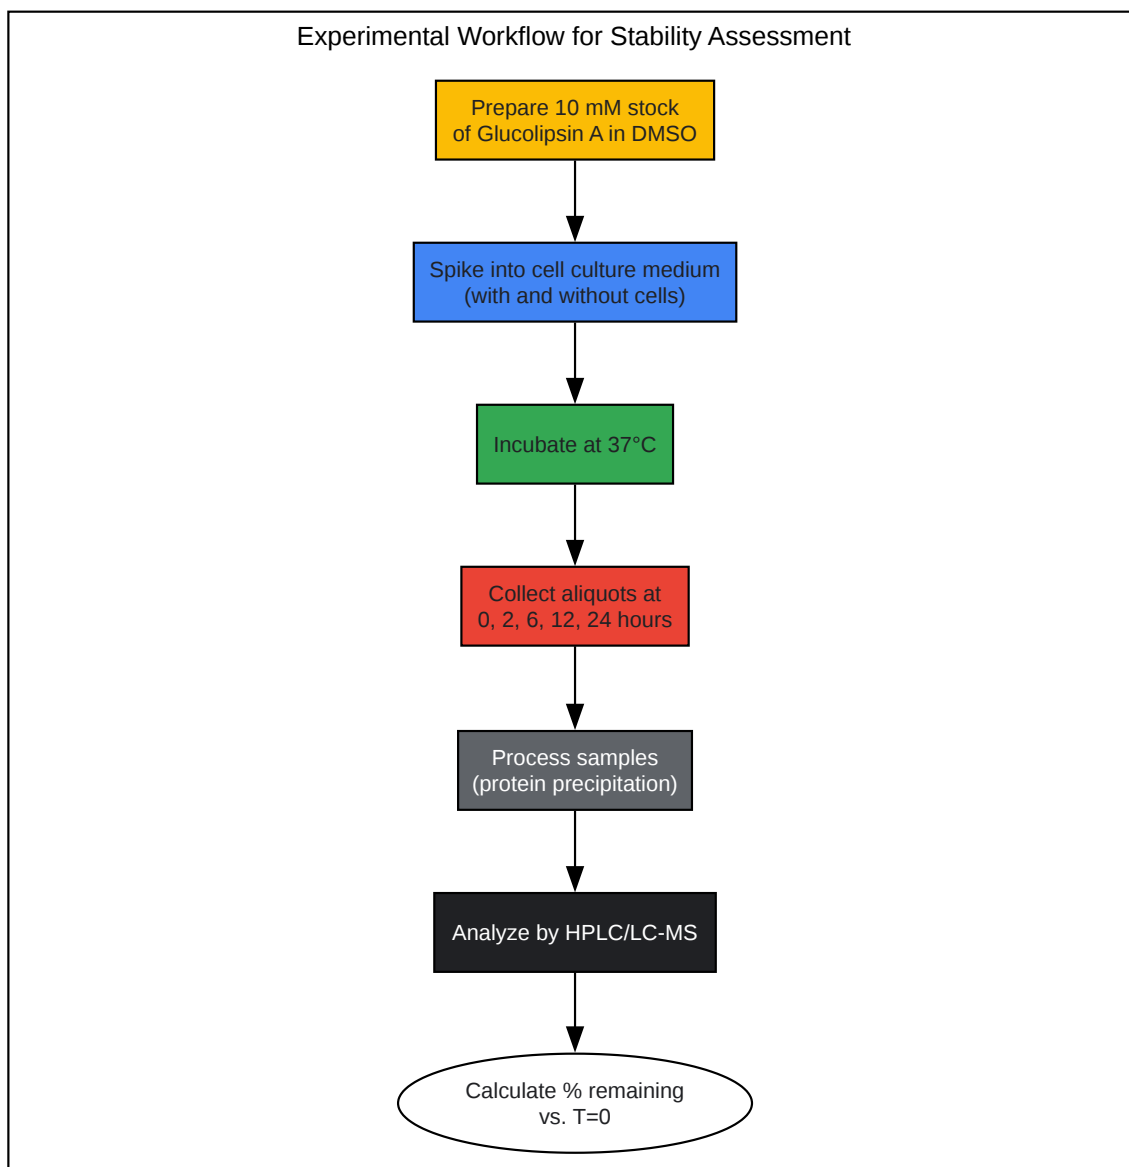 Experimental Workflow for Stability Assessment
Prepare 10 mM stock
of Glucolipsin A in DMSO
Spike into cell culture medium
(with and without cells)
Incubate at 37°C
Collect aliquots at
0, 2, 6, 12, 24 hours
Process samples
(protein precipitation)
Analyze by HPLC/LC-MS
Calculate % remaining
vs. T=0